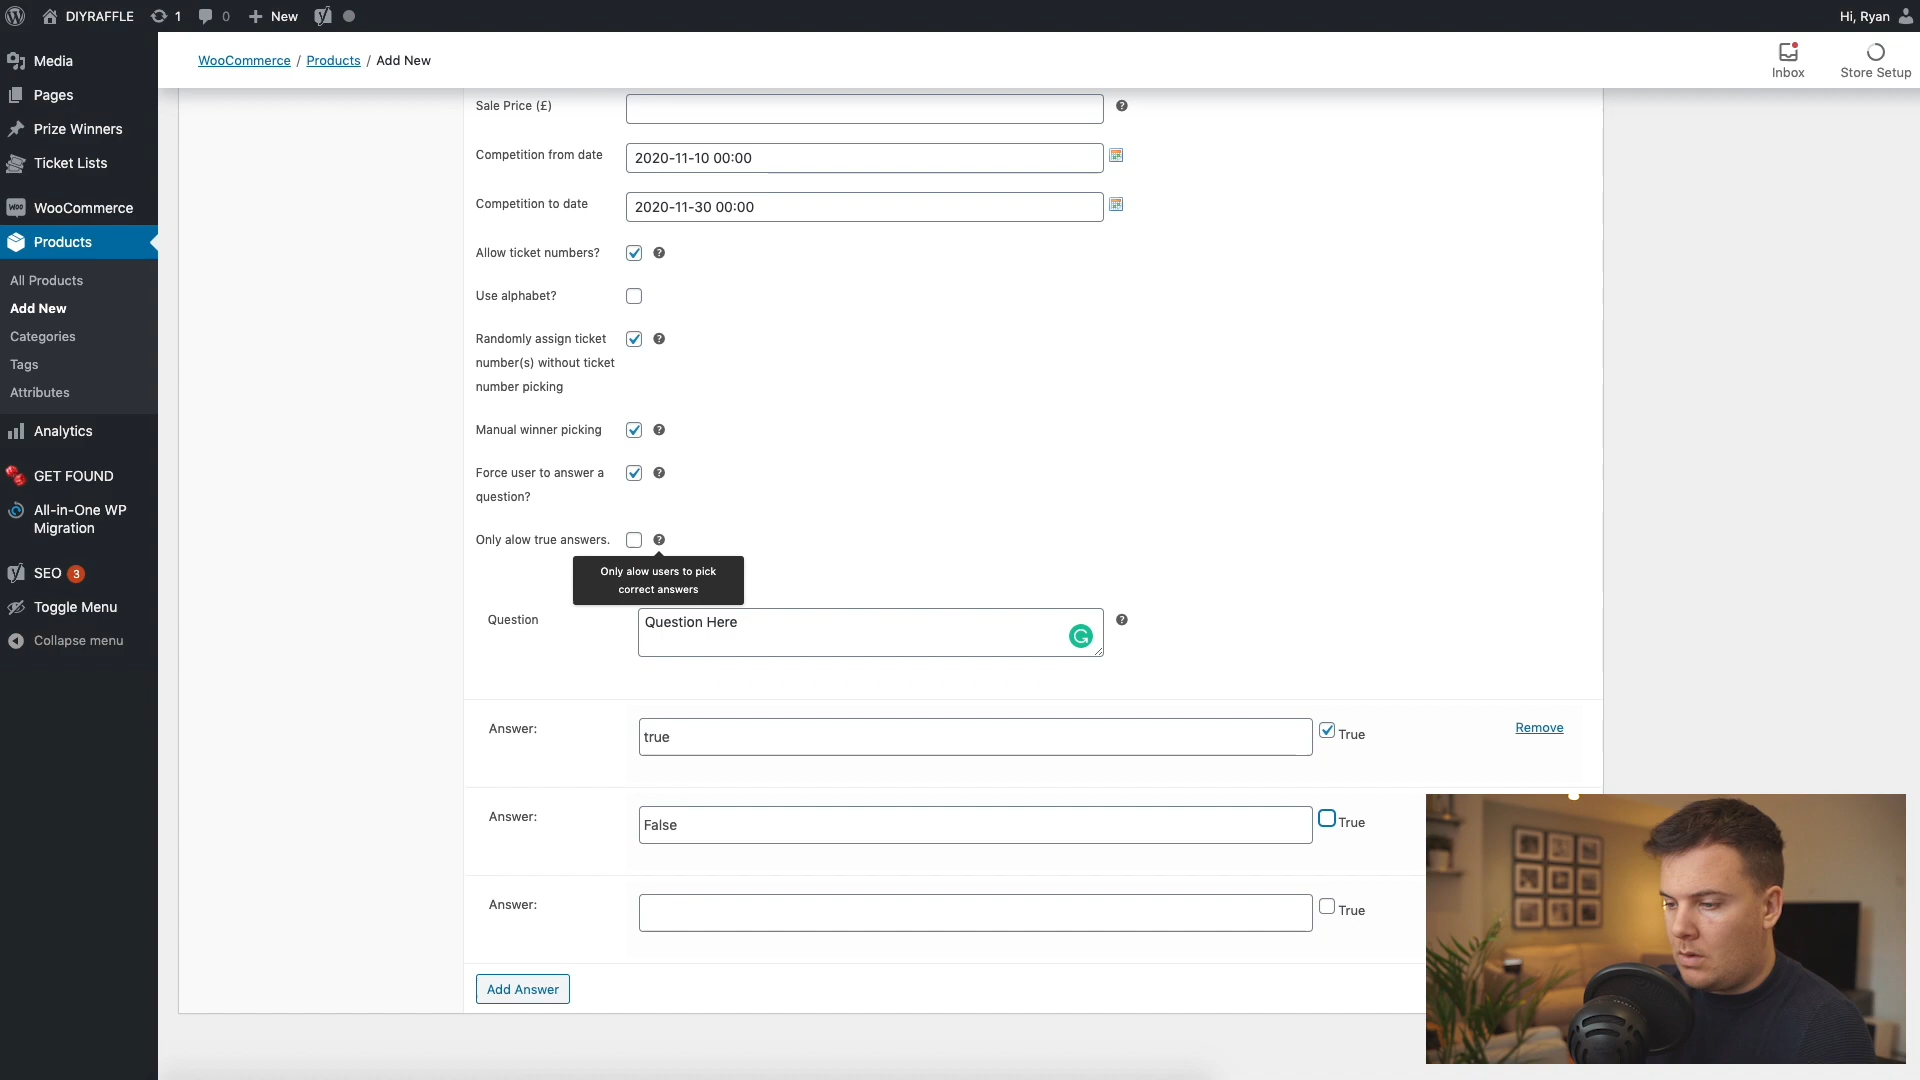 DIYRAFFLE 1 0 New Hi, Ryan
WooCommerce / Products / Add New
Inbox
Store Setup
Media
Pages
Prize Winners
Ticket Lists
Woo WooCommerce
Products
All Products
Add New
Categories
Tags
Attributes
Analytics
GET FOUND
All-in-One WP
Migration
SEO 3
Toggle Menu
Collapse menu
Sale Price (£)
Competition from date 2020-11-10 00:00
Competition to date 2020-11-30 00:00
Allow ticket numbers?
Use alphabet?
Randomly assign ticket
number(s) without ticket
number picking
Manual winner picking
Force user to answer a
question?
Only alow true answers.
Only alow users to pick
correct answers
Question Question Here
Answer: true True Remove
Answer: False True
Answer: True
Add Answer